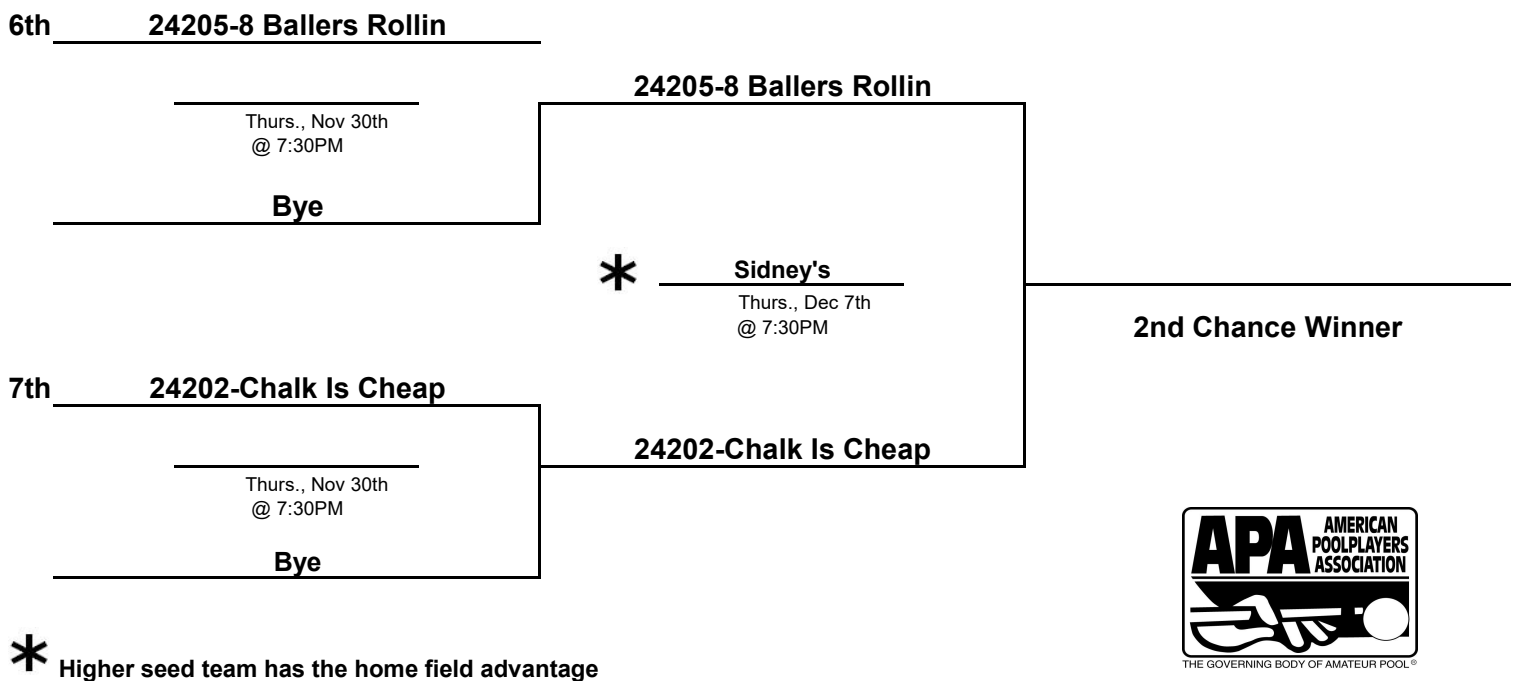 6th 24205-8 Ballers Rollin
24205-8 Ballers Rollin
Thurs., Nov 30th
@ 7:30PM
Bye
* Sidney's
Thurs., Dec 7th
@ 7:30PM
2nd Chance Winner
7th 24202-Chalk Is Cheap
24202-Chalk Is Cheap
Thurs., Nov 30th
@ 7:30PM
Bye
* Higher seed team has the home field advantage
APA
AMERICAN
POOLPLAYERS
ASSOCIATION
THE GOVERNING BODY OF AMATEUR POOL®